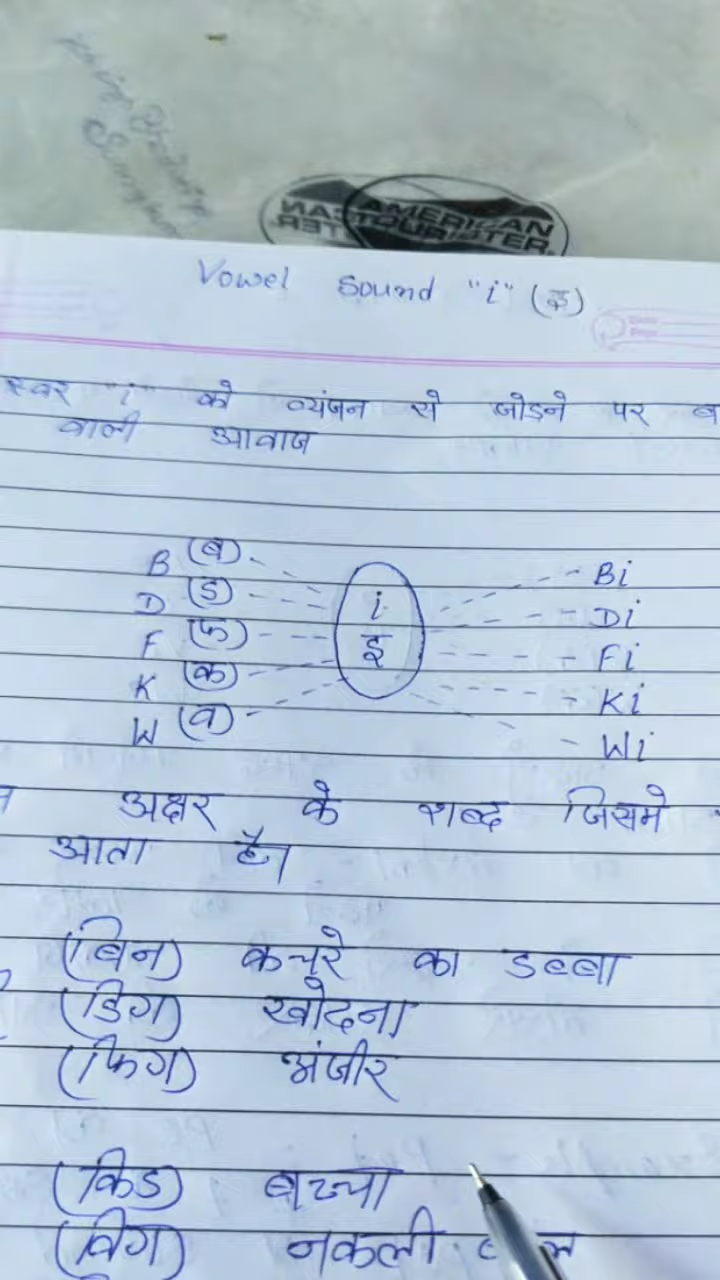 AMERICAN
TOURISTER
Vowel Sound "i" (इ)
स्वर "i" को व्यंजन से जोडने पर
वाली आवाज
B (ब) Bi
D (ड) i Di
F (फ) इ Fi
K (क) Ki
W (व) Wi
अक्षर के शब्द जिसमे
आता है।
(बिन) कचरे का डब्बा
(डिग) खोदना
(फिग) अंजीर
(किड) बच्चा
(विग) नकली